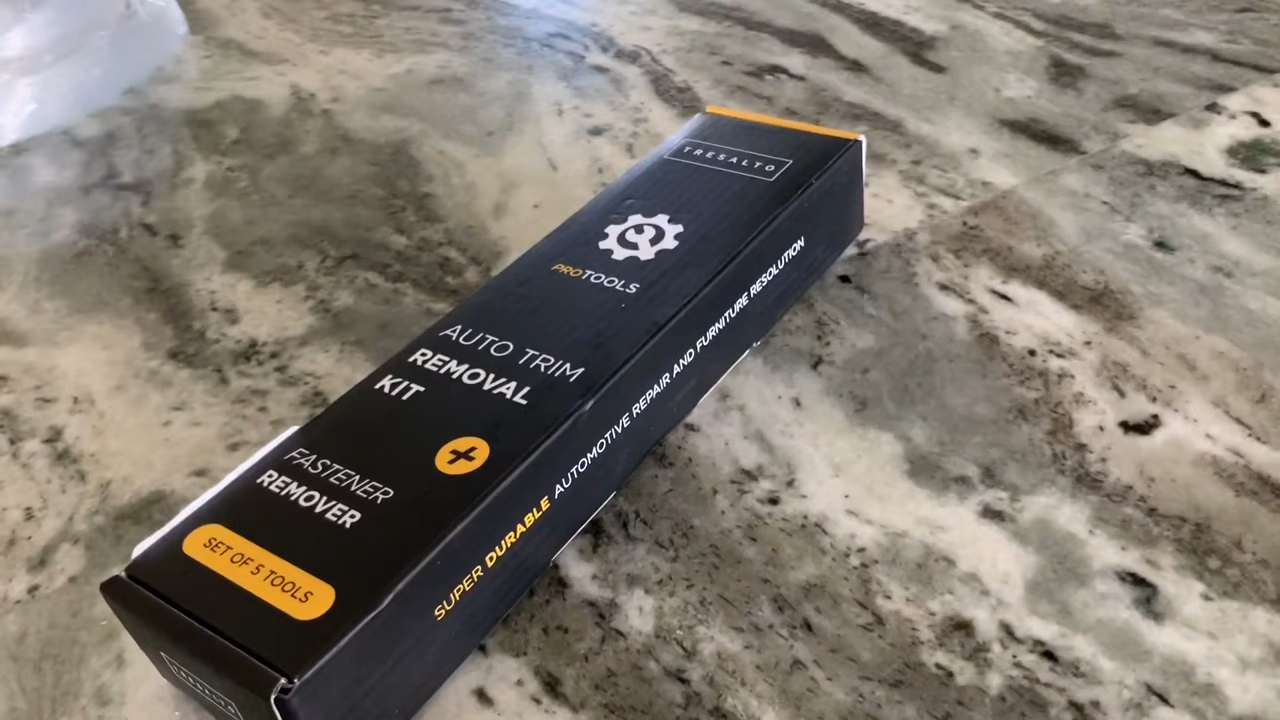 TRESALTO
PROTOOLS
AUTO TRIM
REMOVAL
KIT
+
FASTENER
REMOVER
SET OF 5 TOOLS
SUPER DURABLE AUTOMOTIVE REPAIR AND FURNITURE RESOLUTION
TRESALTO